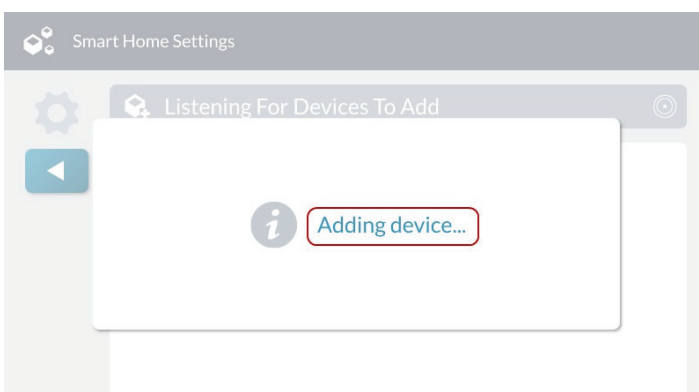 Smart Home Settings
Listening For Devices To Add
Adding device...